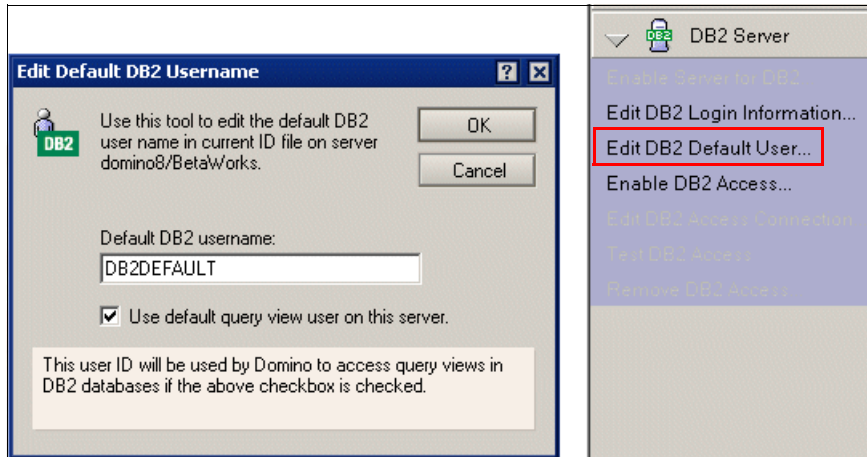 Edit Default DB2 Username
DB2
Use this tool to edit the default DB2
user name in current ID file on server
domino8/BetaWorks.
OK
Cancel
Default DB2 username:
DB2DEFAULT
Use default query view user on this server.
This user ID will be used by Domino to access query views in
DB2 databases if the above checkbox is checked.
DB2 DB2 Server
Enable Server for DB2
Edit DB2 Login Information...
Edit DB2 Default User...
Enable DB2 Access...
Edit DB2 Access Connection
Test DB2 Access
Remove DB2 Access